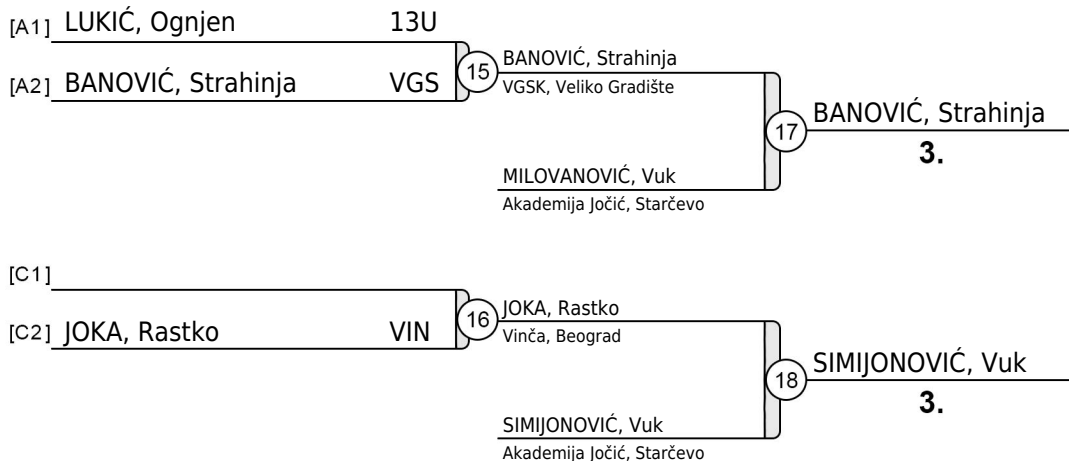 [A1] LUKIĆ, Ognjen 13U
[A2] BANOVIĆ, Strahinja VGS
15
BANOVIĆ, Strahinja
VGSK, Veliko Gradište
17
BANOVIĆ, Strahinja
3.
MILOVANOVIĆ, Vuk
Akademija Jočić, Starčevo
[C1]
[C2] JOKA, Rastko VIN
16
JOKA, Rastko
Vinča, Beograd
18
SIMIJONOVIĆ, Vuk
3.
SIMIJONOVIĆ, Vuk
Akademija Jočić, Starčevo